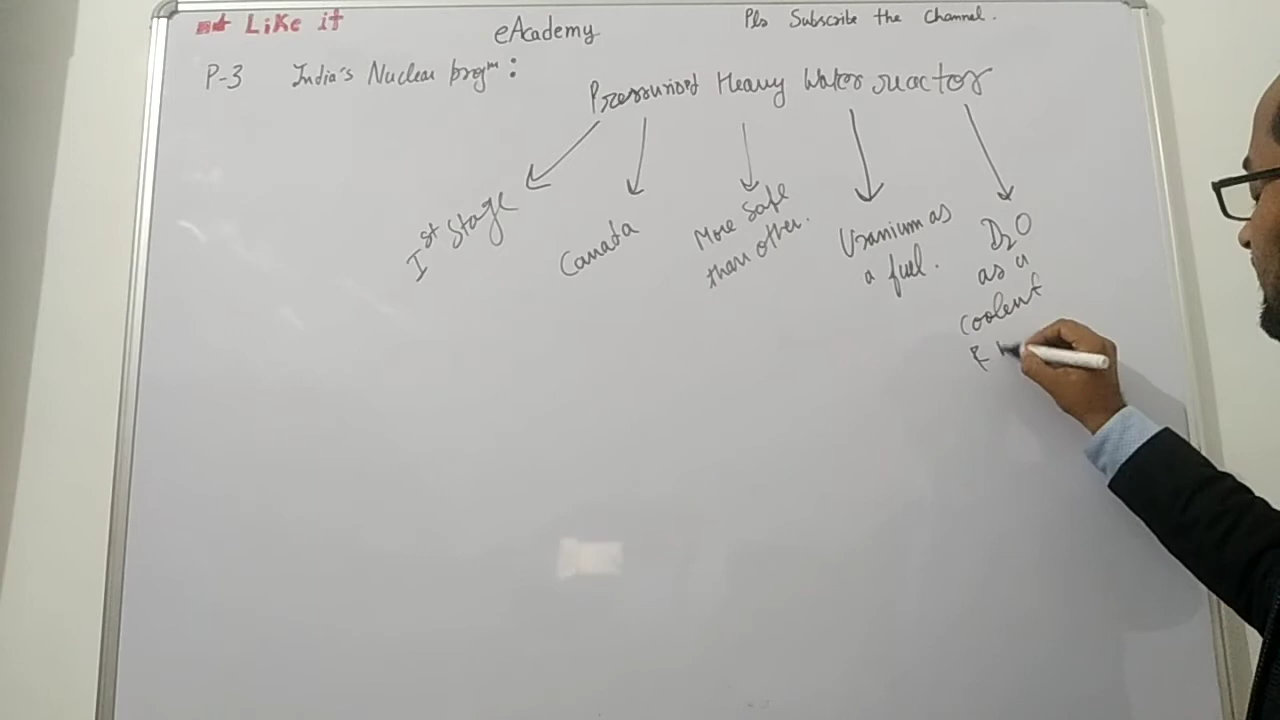 Like it
eAcademy
Pls Subscribe the Channel.
P-3 India's Nuclear progm :
Pressurised Heavy Water reactor
Ist Stage
Canada
More Safe
than other.
Uranium as
a fuel.
D2O
as a
Coolent
&